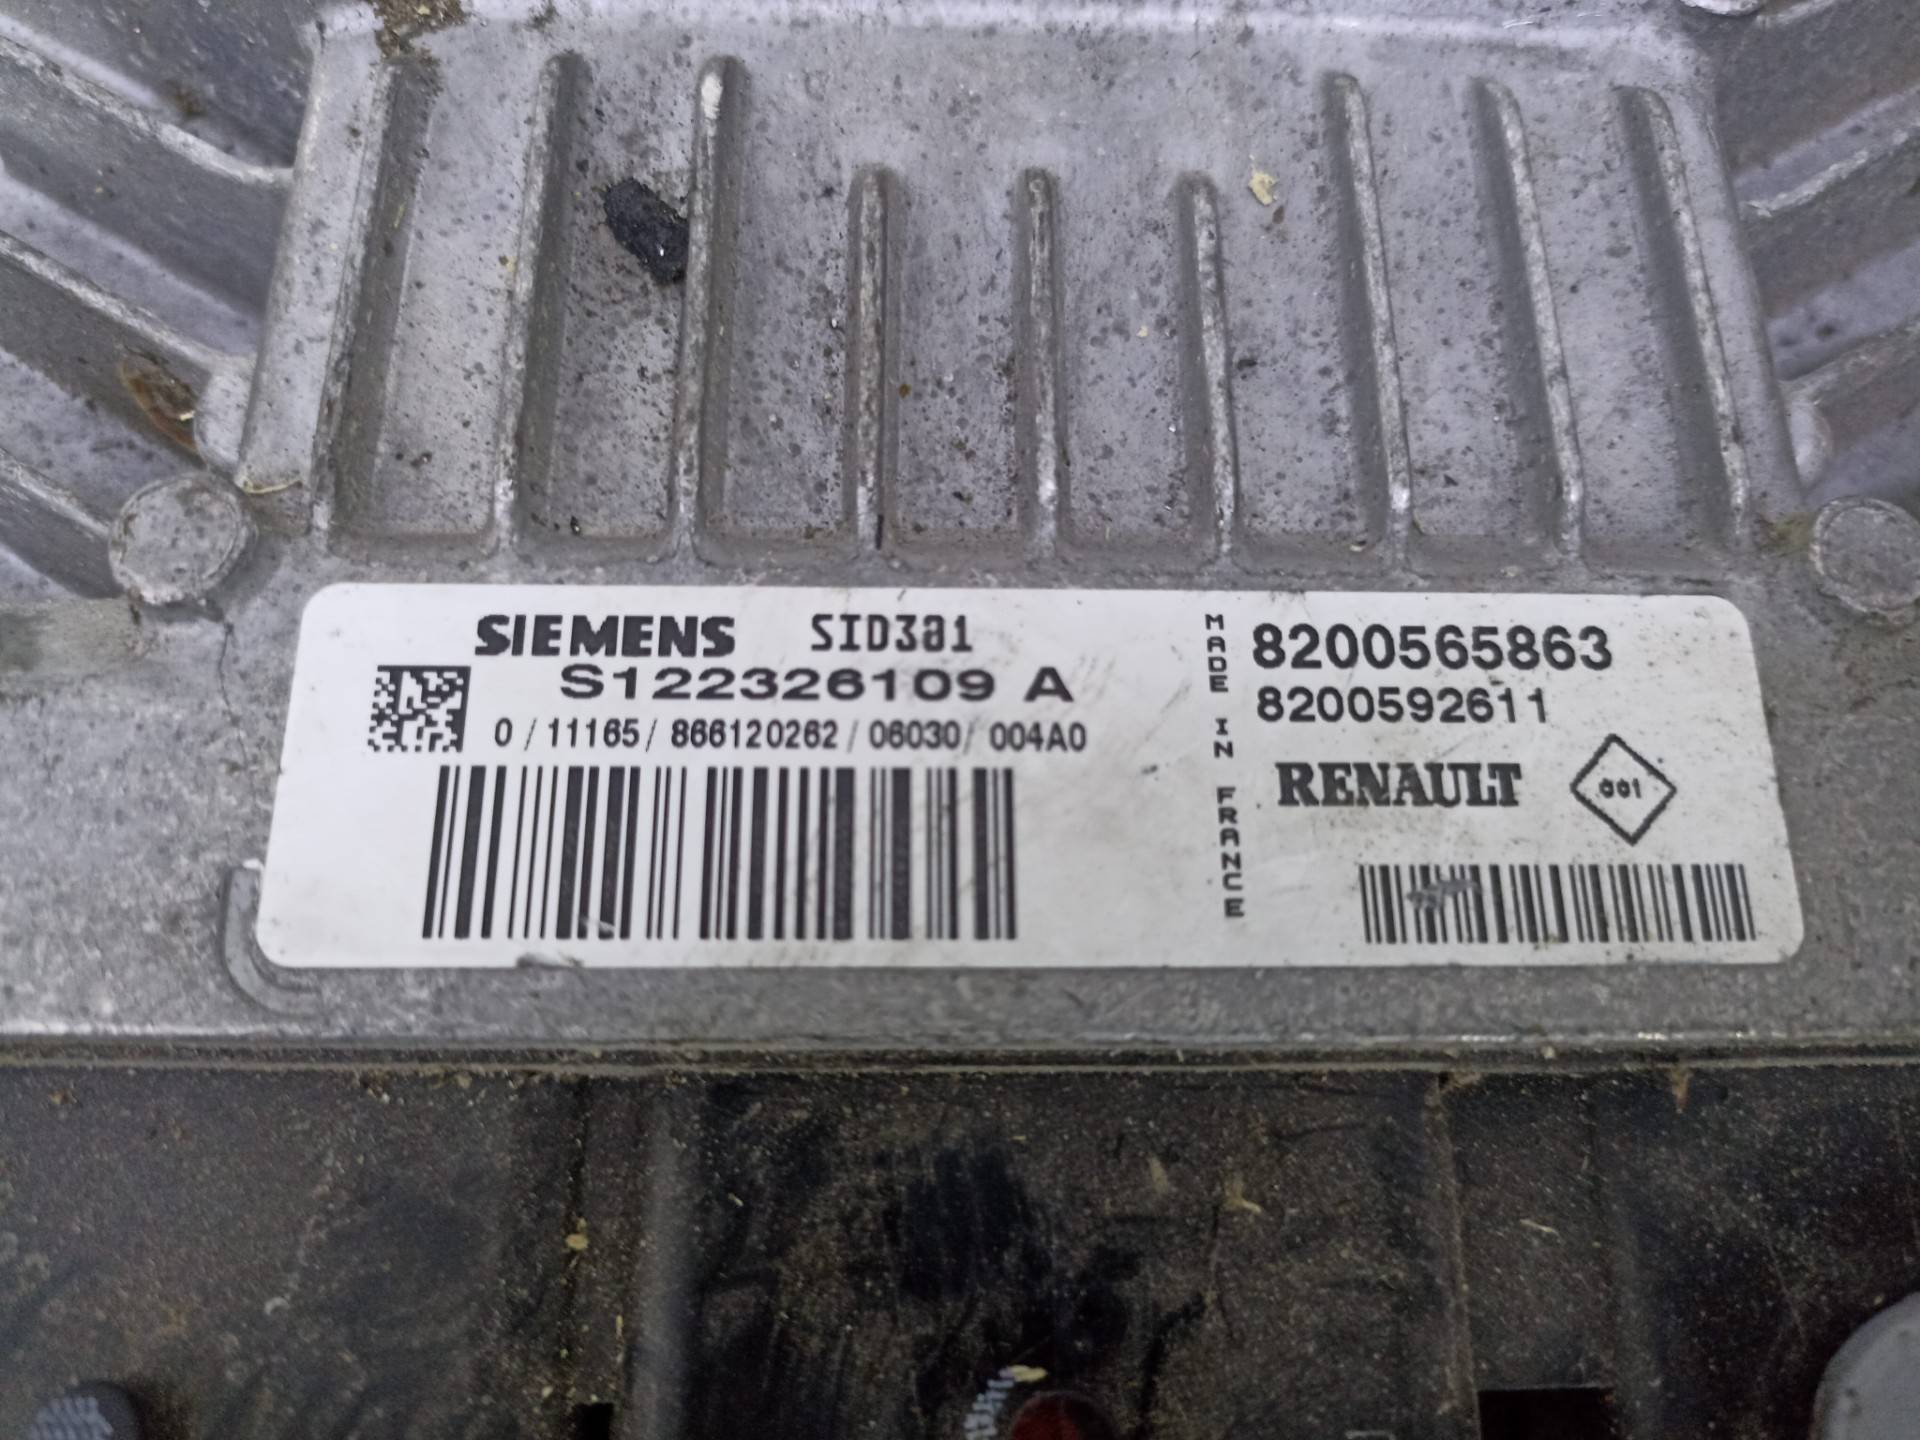 SIEMENS SID301
S122326109 A
0 / 11165 / 866120262 / 06030 / 004A0
MADE IN FRANCE
8200565863
8200592611
RENAULT 001